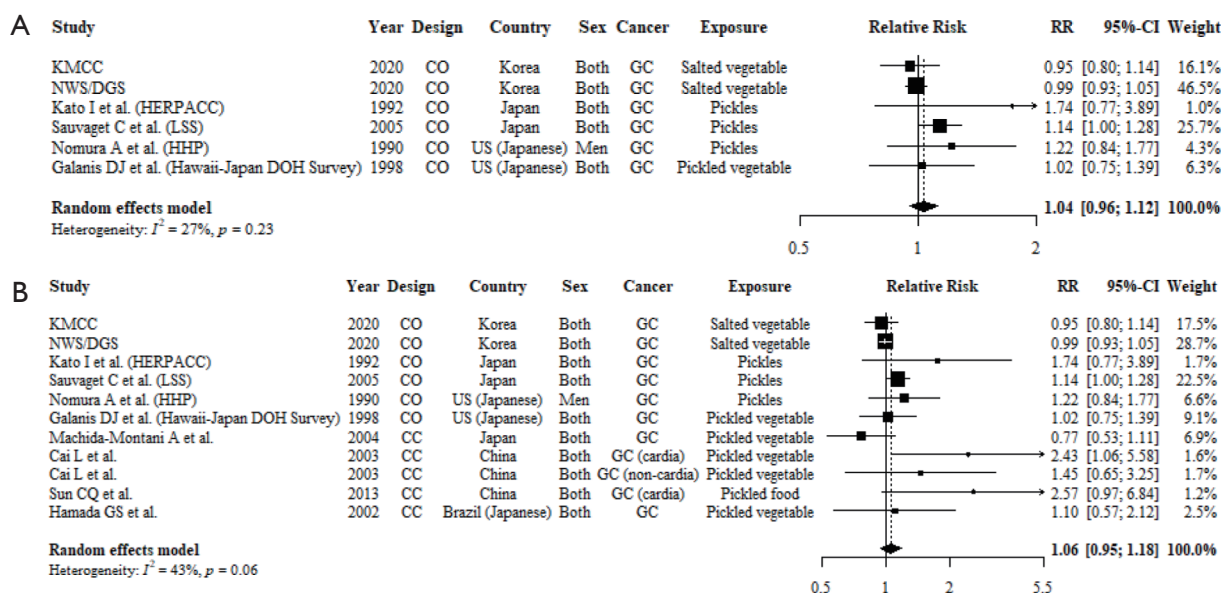 A
Study Year Design Country Sex Cancer Exposure Relative Risk RR 95%-CI Weight
KMCC 2020 CO Korea Both GC Salted vegetable 0.95 [0.80; 1.14] 16.1%
NWS/DGS 2020 CO Korea Both GC Salted vegetable 0.99 [0.93; 1.05] 46.5%
Kato I et al. (HERPACC) 1992 CO Japan Both GC Pickles 1.74 [0.77; 3.89] 1.0%
Sauvaget C et al. (LSS) 2005 CO Japan Both GC Pickles 1.14 [1.00; 1.28] 25.7%
Nomura A et al. (HHP) 1990 CO US (Japanese) Men GC Pickles 1.22 [0.84; 1.77] 4.3%
Galanis DJ et al. (Hawaii-Japan DOH Survey) 1998 CO US (Japanese) Both GC Pickled vegetable 1.02 [0.75; 1.39] 6.3%
Random effects model 1.04 [0.96; 1.12] 100.0%
Heterogeneity: I² = 27%, p = 0.23
0.5 1 2
B
Study Year Design Country Sex Cancer Exposure Relative Risk RR 95%-CI Weight
KMCC 2020 CO Korea Both GC Salted vegetable 0.95 [0.80; 1.14] 17.5%
NWS/DGS 2020 CO Korea Both GC Salted vegetable 0.99 [0.93; 1.05] 28.7%
Kato I et al. (HERPACC) 1992 CO Japan Both GC Pickles 1.74 [0.77; 3.89] 1.7%
Sauvaget C et al. (LSS) 2005 CO Japan Both GC Pickles 1.14 [1.00; 1.28] 22.5%
Nomura A et al. (HHP) 1990 CO US (Japanese) Men GC Pickles 1.22 [0.84; 1.77] 6.6%
Galanis DJ et al. (Hawaii-Japan DOH Survey) 1998 CO US (Japanese) Both GC Pickled vegetable 1.02 [0.75; 1.39] 9.1%
Machida-Montani A et al. 2004 CC Japan Both GC Pickled vegetable 0.77 [0.53; 1.11] 6.9%
Cai L et al. 2003 CC China Both GC (cardia) Pickled vegetable 2.43 [1.06; 5.58] 1.6%
Cai L et al. 2003 CC China Both GC (non-cardia) Pickled vegetable 1.45 [0.65; 3.25] 1.7%
Sun CQ et al. 2013 CC China Both GC (cardia) Pickled food 2.57 [0.97; 6.84] 1.2%
Hamada GS et al. 2002 CC Brazil (Japanese) Both GC Pickled vegetable 1.10 [0.57; 2.12] 2.5%
Random effects model 1.06 [0.95; 1.18] 100.0%
Heterogeneity: I² = 43%, p = 0.06
0.5 1 2 5.5